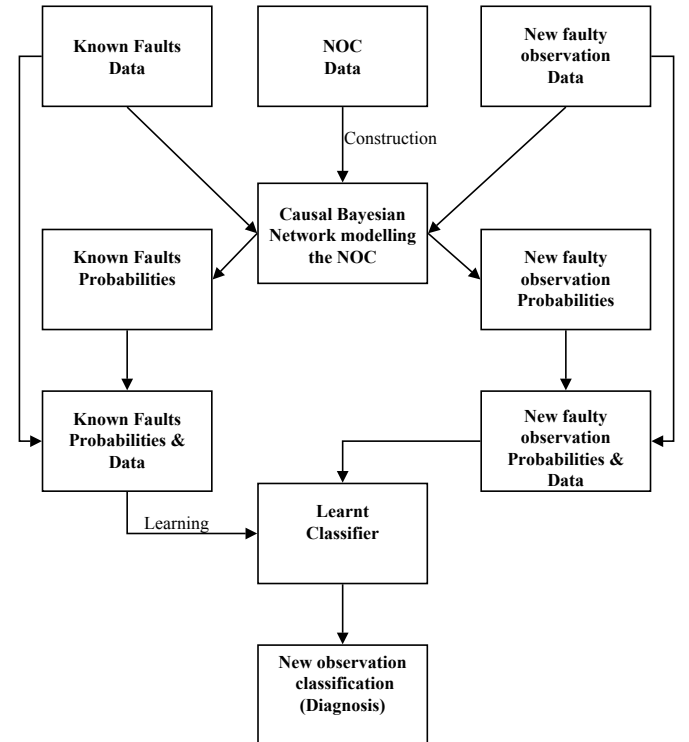 Known Faults
Data
NOC
Data
New faulty
observation
Data
Construction
Causal Bayesian
Network modelling
the NOC
Known Faults
Probabilities
New faulty
observation
Probabilities
Known Faults
Probabilities &
Data
New faulty
observation
Probabilities &
Data
Learning
Learnt
Classifier
New observation
classification
(Diagnosis)